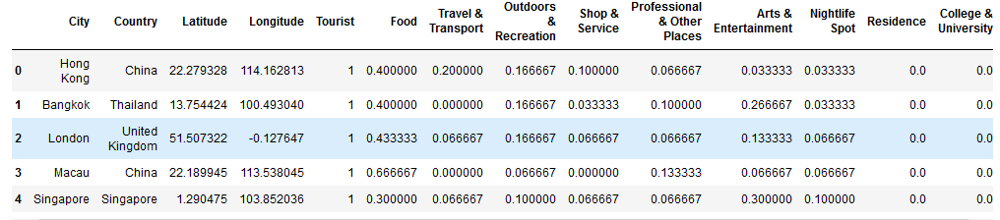 City Country Latitude Longitude Tourist Food Travel & Transport Outdoors & Recreation Shop & Service Professional & Other Places Arts & Entertainment Nightlife Spot Residence College & University
0 Hong Kong China 22.279328 114.162813 1 0.400000 0.200000 0.166667 0.100000 0.066667 0.033333 0.033333 0.0 0.0
1 Bangkok Thailand 13.754424 100.493040 1 0.400000 0.000000 0.166667 0.033333 0.100000 0.266667 0.033333 0.0 0.0
2 London United Kingdom 51.507322 -0.127647 1 0.433333 0.066667 0.166667 0.066667 0.066667 0.133333 0.066667 0.0 0.0
3 Macau China 22.189945 113.538045 1 0.666667 0.000000 0.066667 0.000000 0.133333 0.066667 0.066667 0.0 0.0
4 Singapore Singapore 1.290475 103.852036 1 0.300000 0.066667 0.100000 0.066667 0.066667 0.300000 0.100000 0.0 0.0